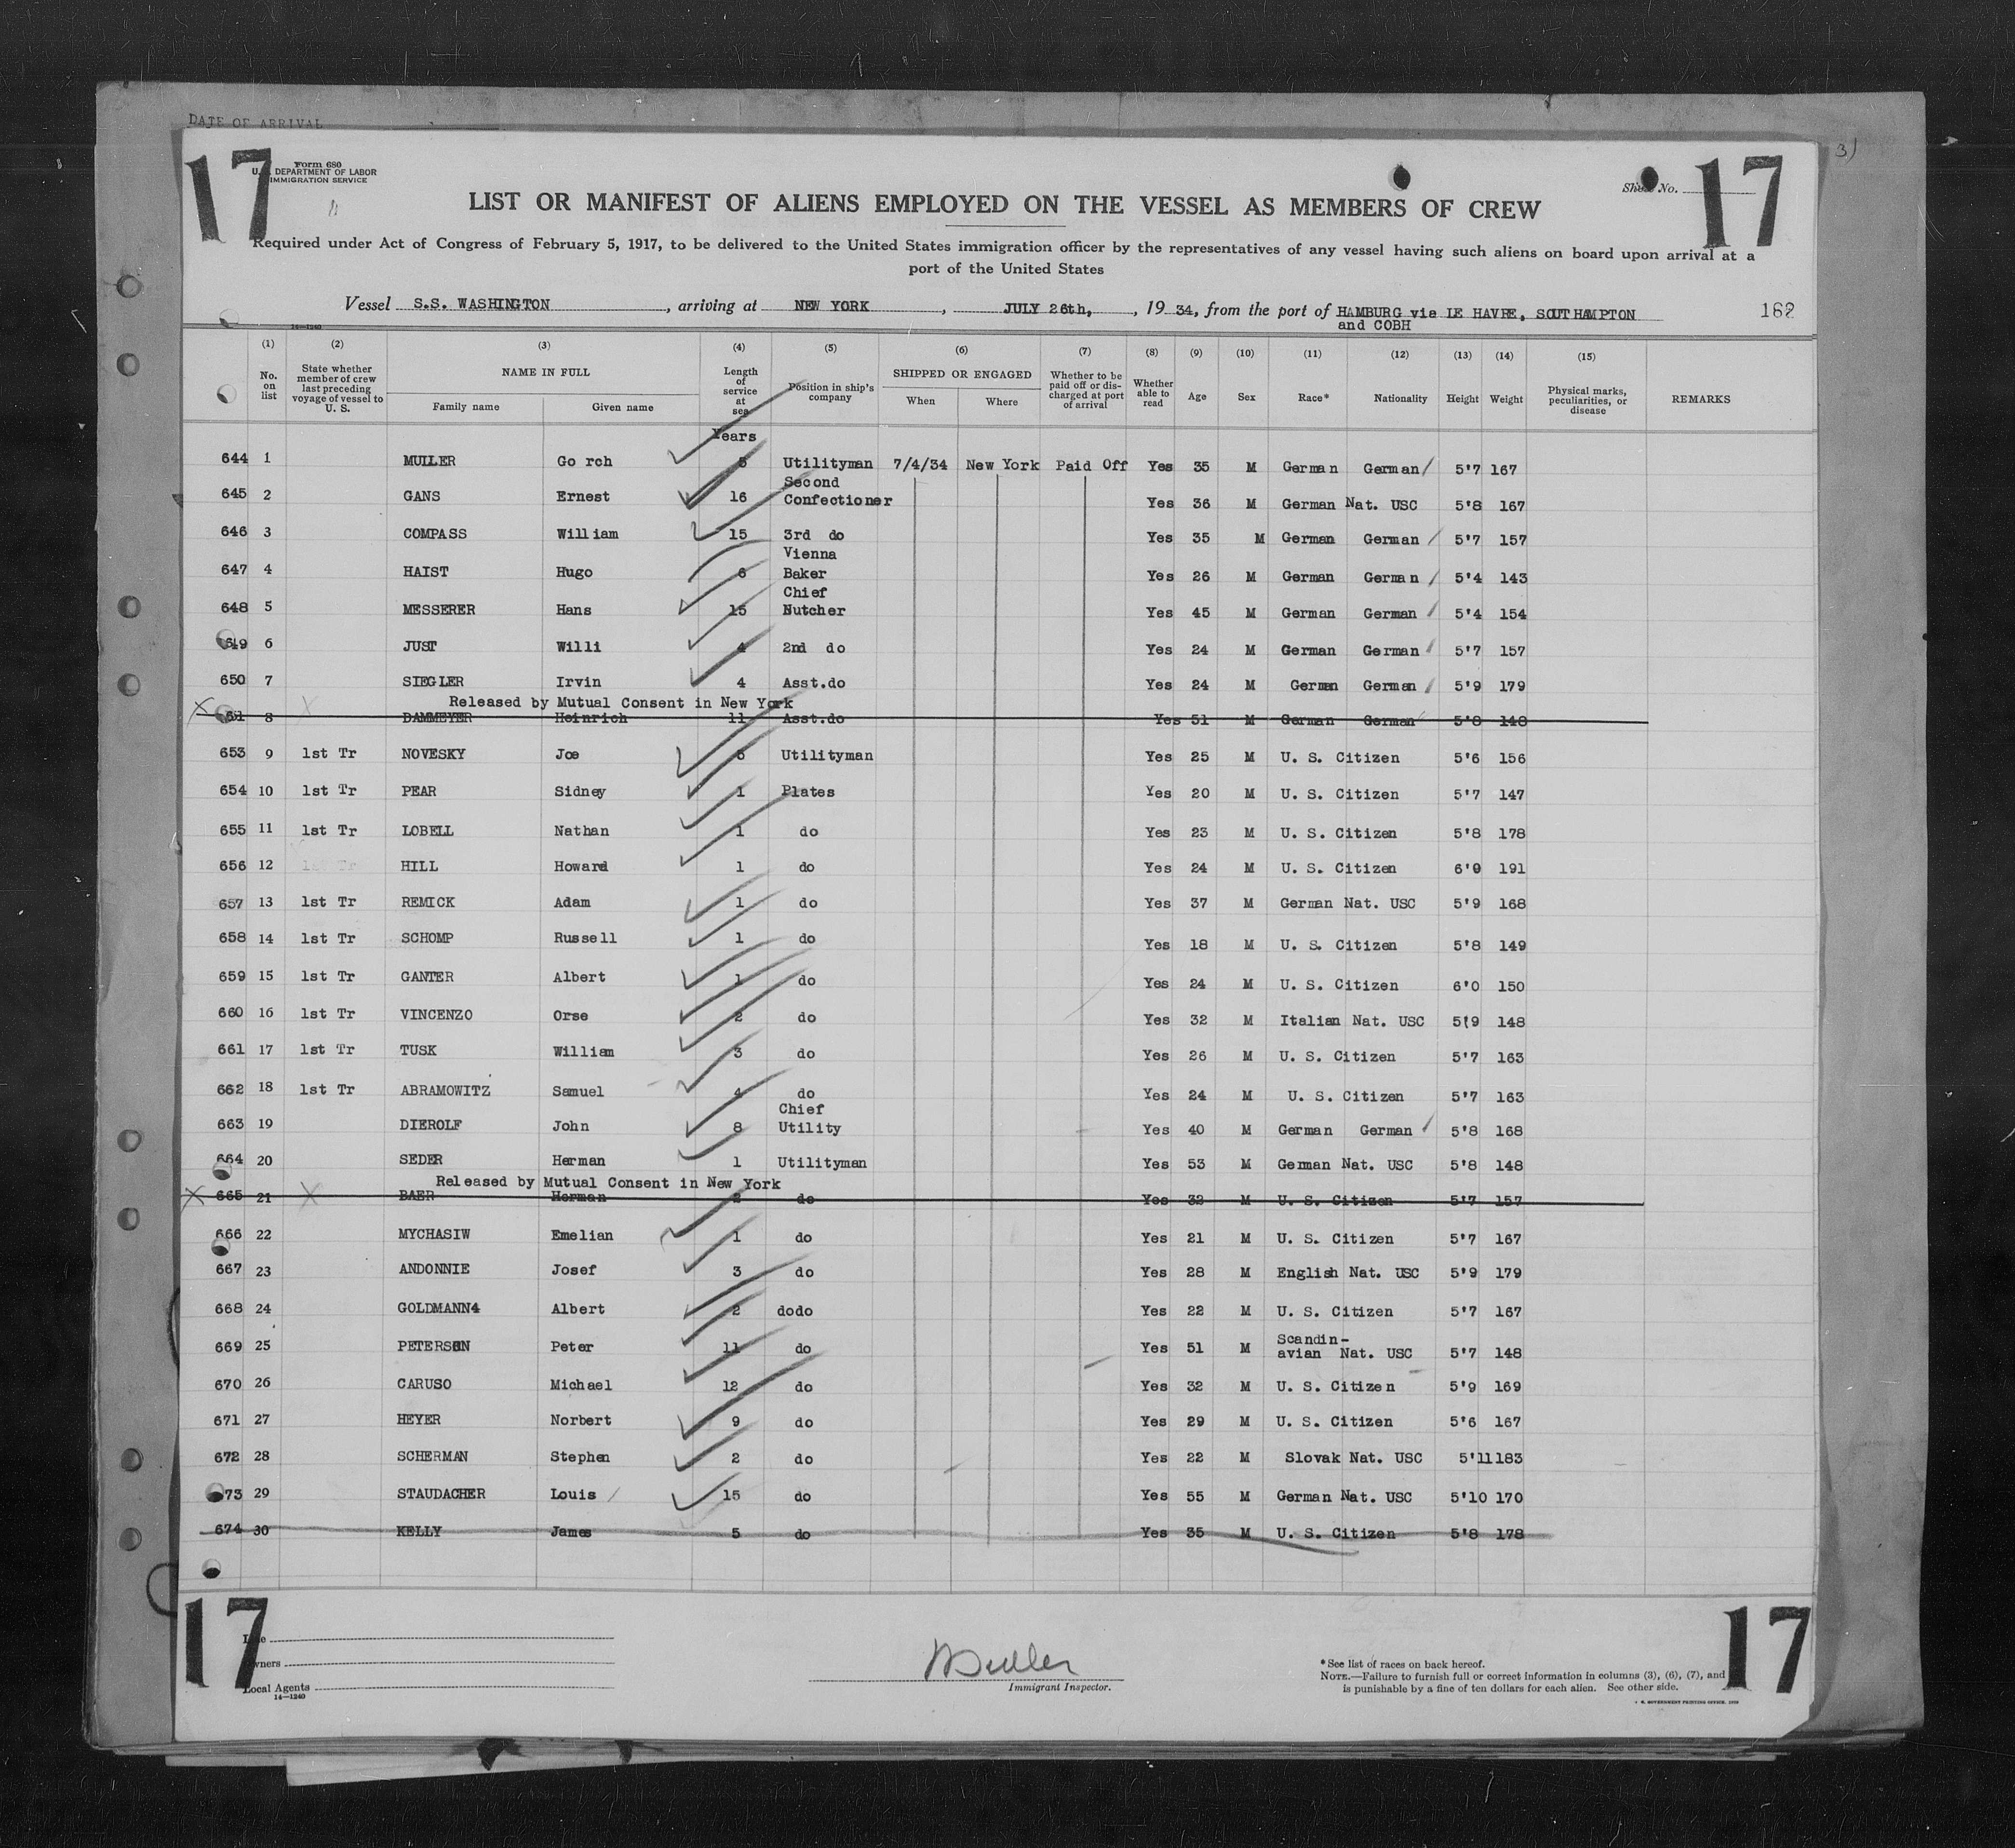 DATE OF ARRIVAL
3)
17 17
Form 680
U. DEPARTMENT OF LABOR
IMMIGRATION SERVICE
Sheet No.
LIST OR MANIFEST OF ALIENS EMPLOYED ON THE VESSEL AS MEMBERS OF CREW
Required under Act of Congress of February 5, 1917, to be delivered to the United States immigration officer by the representatives of any vessel having such aliens on board upon arrival at a
port of the United States
Vessel S.S. WASHINGTON, arriving at NEW YORK, JULY 26th, , 19 34, from the port of HAMBURG via LE HAVRE, SOUTHAMPTON 162
and COBH
14—1240
(1) (2) (3) (4) (5) (6) (7) (8) (9) (10) (11) (12) (13) (14) (15)
No. on list State whether member of crew last preceding voyage of vessel to U. S. NAME IN FULL Length of service at sea Position in ship's company SHIPPED OR ENGAGED Whether to be paid off or discharged at port of arrival Whether able to read Age Sex Race* Nationality Height Weight Physical marks, peculiarities, or disease REMARKS
Family name Given name When Where
Years
644 1 MULLER Go rch 5 Utilityman 7/4/34 New York Paid Off Yes 35 M German German 5'7 167
Second
645 2 GANS Ernest 16 Confectioner Yes 36 M German Nat. USC 5'8 167
646 3 COMPASS William 15 3rd do Yes 35 M German German 5'7 157
Vienna
647 4 HAIST Hugo 6 Baker Yes 26 M German German 5'4 143
Chief
648 5 MESSERER Hans 15 Nutcher Yes 45 M German German 5'4 154
649 6 JUST Willi 4 2nd do Yes 24 M German German 5'7 157
650 7 SIEGLER Irvin 4 Asst.do Yes 24 M German German 5'9 179
Released by Mutual Consent in New York
651 8 DAMMEYER Heinrich 11 Asst.do Yes 51 M German German 5'8 148
653 9 1st Tr NOVESKY Joe 6 Utilityman Yes 25 M U. S. Citizen 5'6 156
654 10 1st Tr PEAR Sidney 1 Plates Yes 20 M U. S. Citizen 5'7 147
655 11 1st Tr LOBELL Nathan 1 do Yes 23 M U. S. Citizen 5'8 178
656 12 1st Tr HILL Howard 1 do Yes 24 M U. S. Citizen 6'0 191
657 13 1st Tr REMICK Adam 1 do Yes 37 M German Nat. USC 5'9 168
658 14 1st Tr SCHOMP Russell 1 do Yes 18 M U. S. Citizen 5'8 149
659 15 1st Tr GANTER Albert 1 do Yes 24 M U. S. Citizen 6'0 150
660 16 1st Tr VINCENZO Orse 2 do Yes 32 M Italian Nat. USC 5'9 148
661 17 1st Tr TUSK William 3 do Yes 26 M U. S. Citizen 5'7 163
662 18 1st Tr ABRAMOWITZ Samuel 4 do Yes 24 M U. S. Citizen 5'7 163
Chief
663 19 DIEROLF John 8 Utility Yes 40 M German German 5'8 168
664 20 SEDER Herman 1 Utilityman Yes 53 M German Nat. USC 5'8 148
Released by Mutual Consent in New York
665 21 BAER Herman 2 do Yes 32 M U. S. Citizen 5'7 157
666 22 MYCHASIW Emelian 1 do Yes 21 M U. S. Citizen 5'7 167
667 23 ANDONNIE Josef 3 do Yes 28 M English Nat. USC 5'9 179
668 24 GOLDMANN4 Albert 2 dodo Yes 22 M U. S. Citizen 5'7 167
Scandin-
669 25 PETERSON Peter 11 do Yes 51 M avian Nat. USC 5'7 148
670 26 CARUSO Michael 12 do Yes 32 M U. S. Citizen 5'9 169
671 27 HEYER Norbert 9 do Yes 29 M U. S. Citizen 5'6 167
672 28 SCHERMAN Stephen 2 do Yes 22 M Slovak Nat. USC 5'11 183
73 29 STAUDACHER Louis 15 do Yes 55 M German Nat. USC 5'10 170
674 30 KELLY James 5 do Yes 35 M U. S. Citizen 5'8 178
17 17
Line
Owners
Local Agents
14—1240
Muller
Immigrant Inspector.
*See list of races on back hereof.
NOTE.—Failure to furnish full or correct information in columns (3), (6), (7), and
is punishable by a fine of ten dollars for each alien. See other side.
U. S. GOVERNMENT PRINTING OFFICE